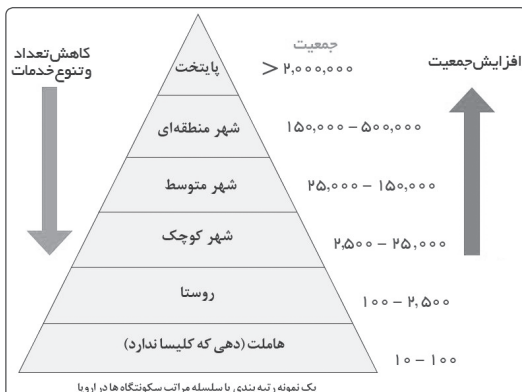 کاهش تعداد
و تنوع خدمات
جمعیت
افزایش جمعیت
پایتخت
> ۲,۰۰۰,۰۰۰
شهر منطقه‌ای
۱۵۰,۰۰۰ – ۵۰۰,۰۰۰
شهر متوسط
۲۵,۰۰۰ – ۱۵۰,۰۰۰
شهر کوچک
۲,۵۰۰ – ۲۵,۰۰۰
روستا
۱۰۰ – ۲,۵۰۰
هاملت (دهی که کلیسا ندارد)
۱۰ – ۱۰۰
یک نمونه رتبه بندی یا سلسله مراتب سکونتگاه ها در اروپا